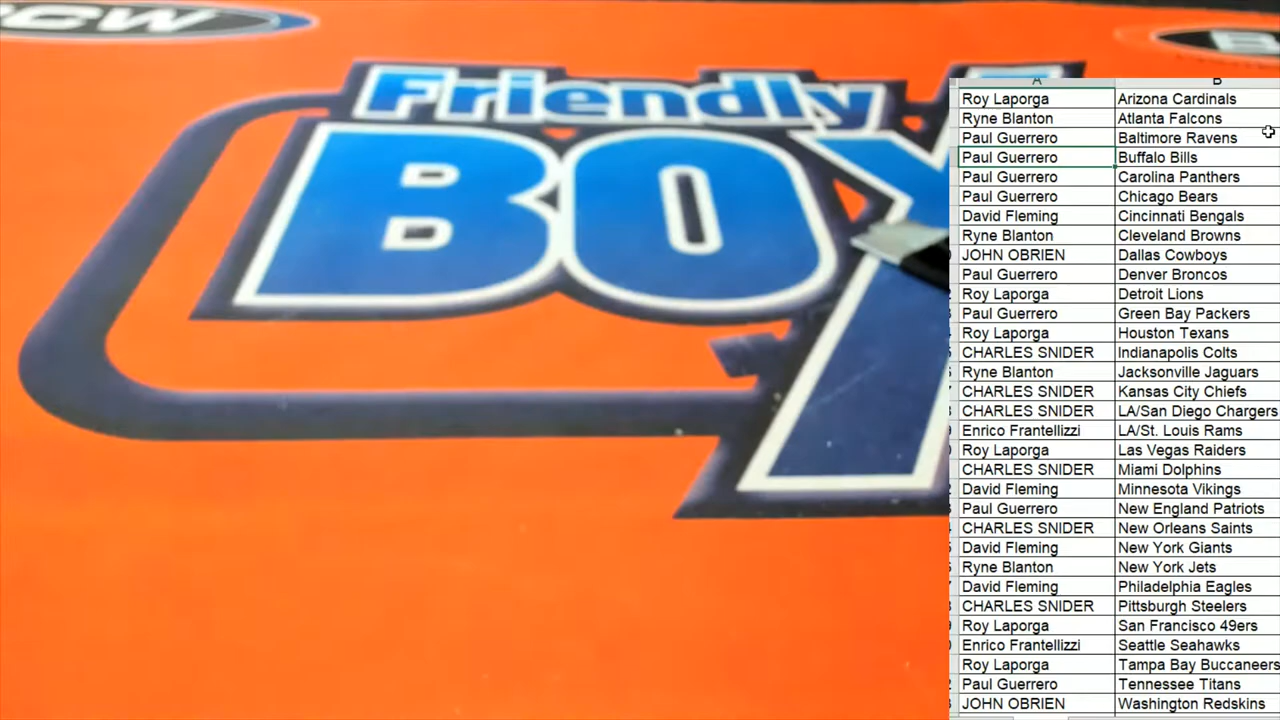 CW
B
Friendly
BOX
A B
Roy Laporga Arizona Cardinals
Ryne Blanton Atlanta Falcons
Paul Guerrero Baltimore Ravens
Paul Guerrero Buffalo Bills
Paul Guerrero Carolina Panthers
Paul Guerrero Chicago Bears
David Fleming Cincinnati Bengals
Ryne Blanton Cleveland Browns
JOHN OBRIEN Dallas Cowboys
Paul Guerrero Denver Broncos
Roy Laporga Detroit Lions
Paul Guerrero Green Bay Packers
Roy Laporga Houston Texans
CHARLES SNIDER Indianapolis Colts
Ryne Blanton Jacksonville Jaguars
CHARLES SNIDER Kansas City Chiefs
CHARLES SNIDER LA/San Diego Chargers
Enrico Frantellizzi LA/St. Louis Rams
Roy Laporga Las Vegas Raiders
CHARLES SNIDER Miami Dolphins
David Fleming Minnesota Vikings
Paul Guerrero New England Patriots
CHARLES SNIDER New Orleans Saints
David Fleming New York Giants
Ryne Blanton New York Jets
David Fleming Philadelphia Eagles
CHARLES SNIDER Pittsburgh Steelers
Roy Laporga San Francisco 49ers
Enrico Frantellizzi Seattle Seahawks
Roy Laporga Tampa Bay Buccaneers
Paul Guerrero Tennessee Titans
JOHN OBRIEN Washington Redskins